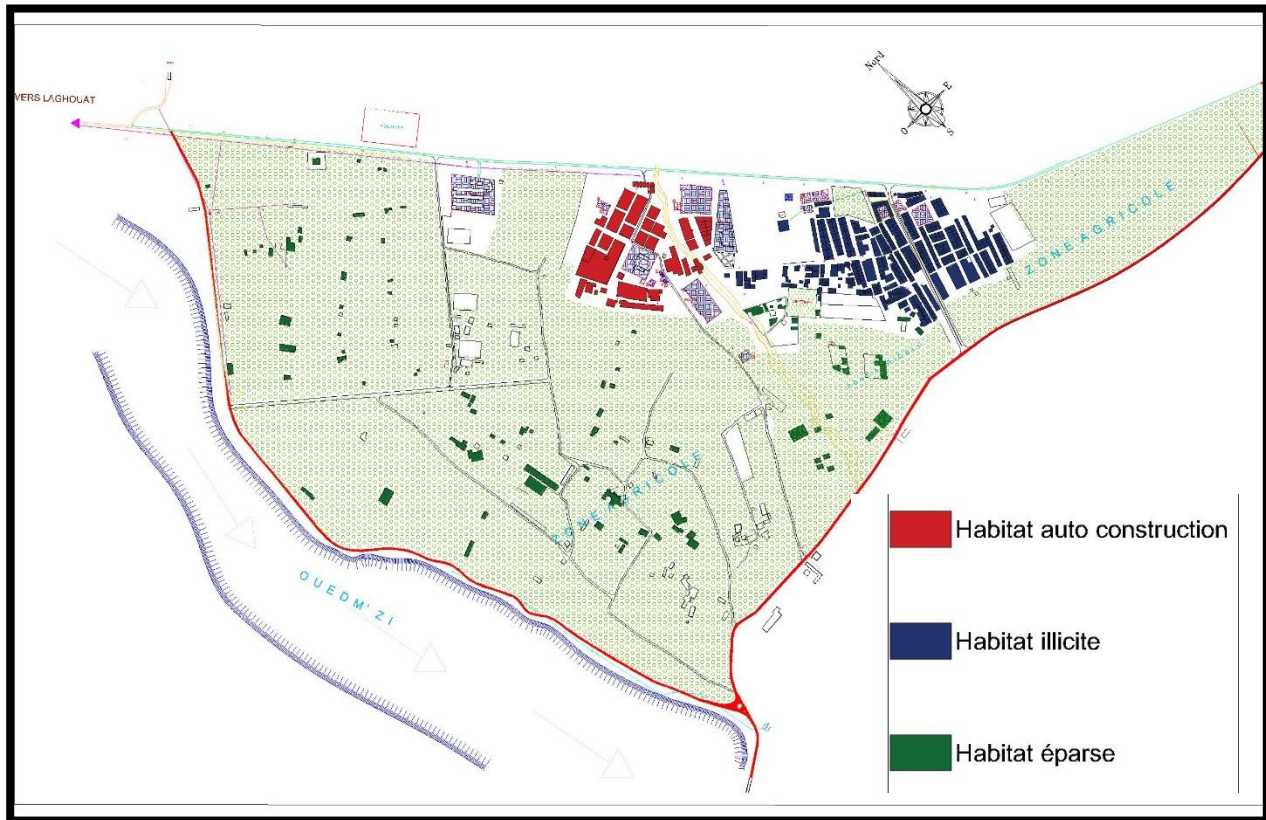 VERS LAGHOUAT
Nord
E
O
S
ZONE AGRICOLE
ZONE AGRICOLE
OUED M'ZI
Habitat auto construction
Habitat illicite
Habitat éparse